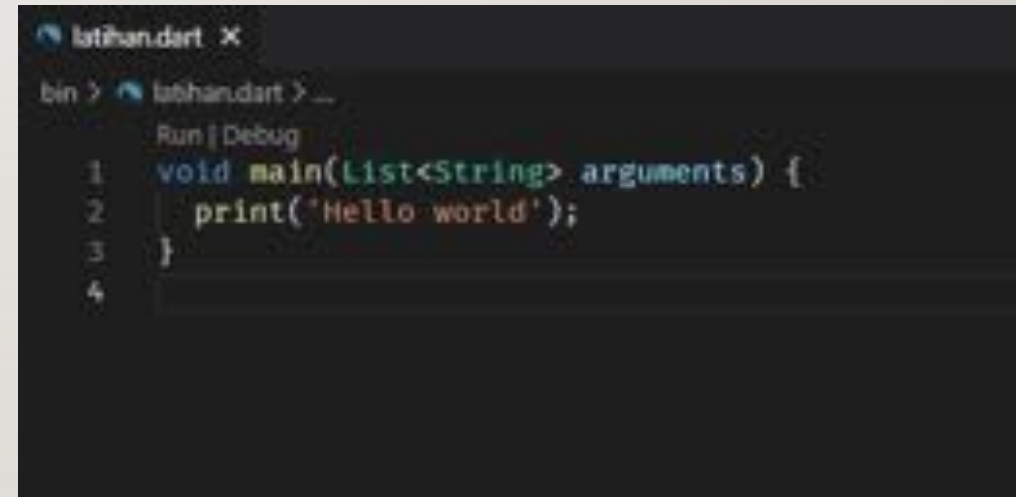 latihan.dart ×
bin > latihan.dart > ...
Run | Debug
1 void main(List<String> arguments) {
2   print('Hello world');
3 }
4